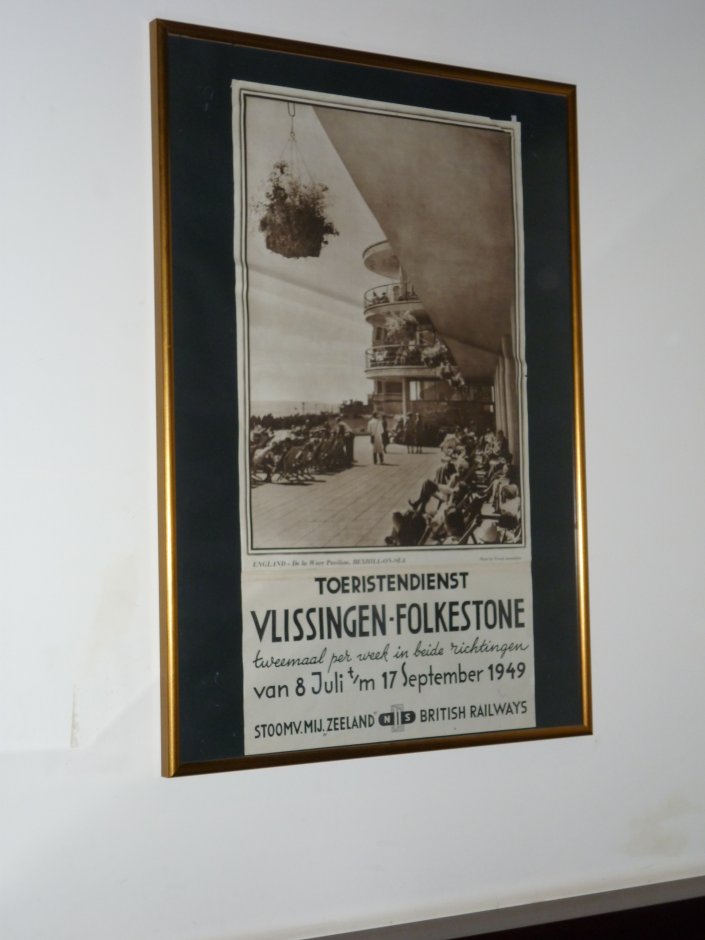 ENGLAND – De la Warr Pavilion, BEXHILL-ON-SEA
TOERISTENDIENST
VLISSINGEN-FOLKESTONE
tweemaal per week in beide richtingen
van 8 Juli t/m 17 September 1949
STOOMV. MIJ. „ZEELAND" NS BRITISH RAILWAYS